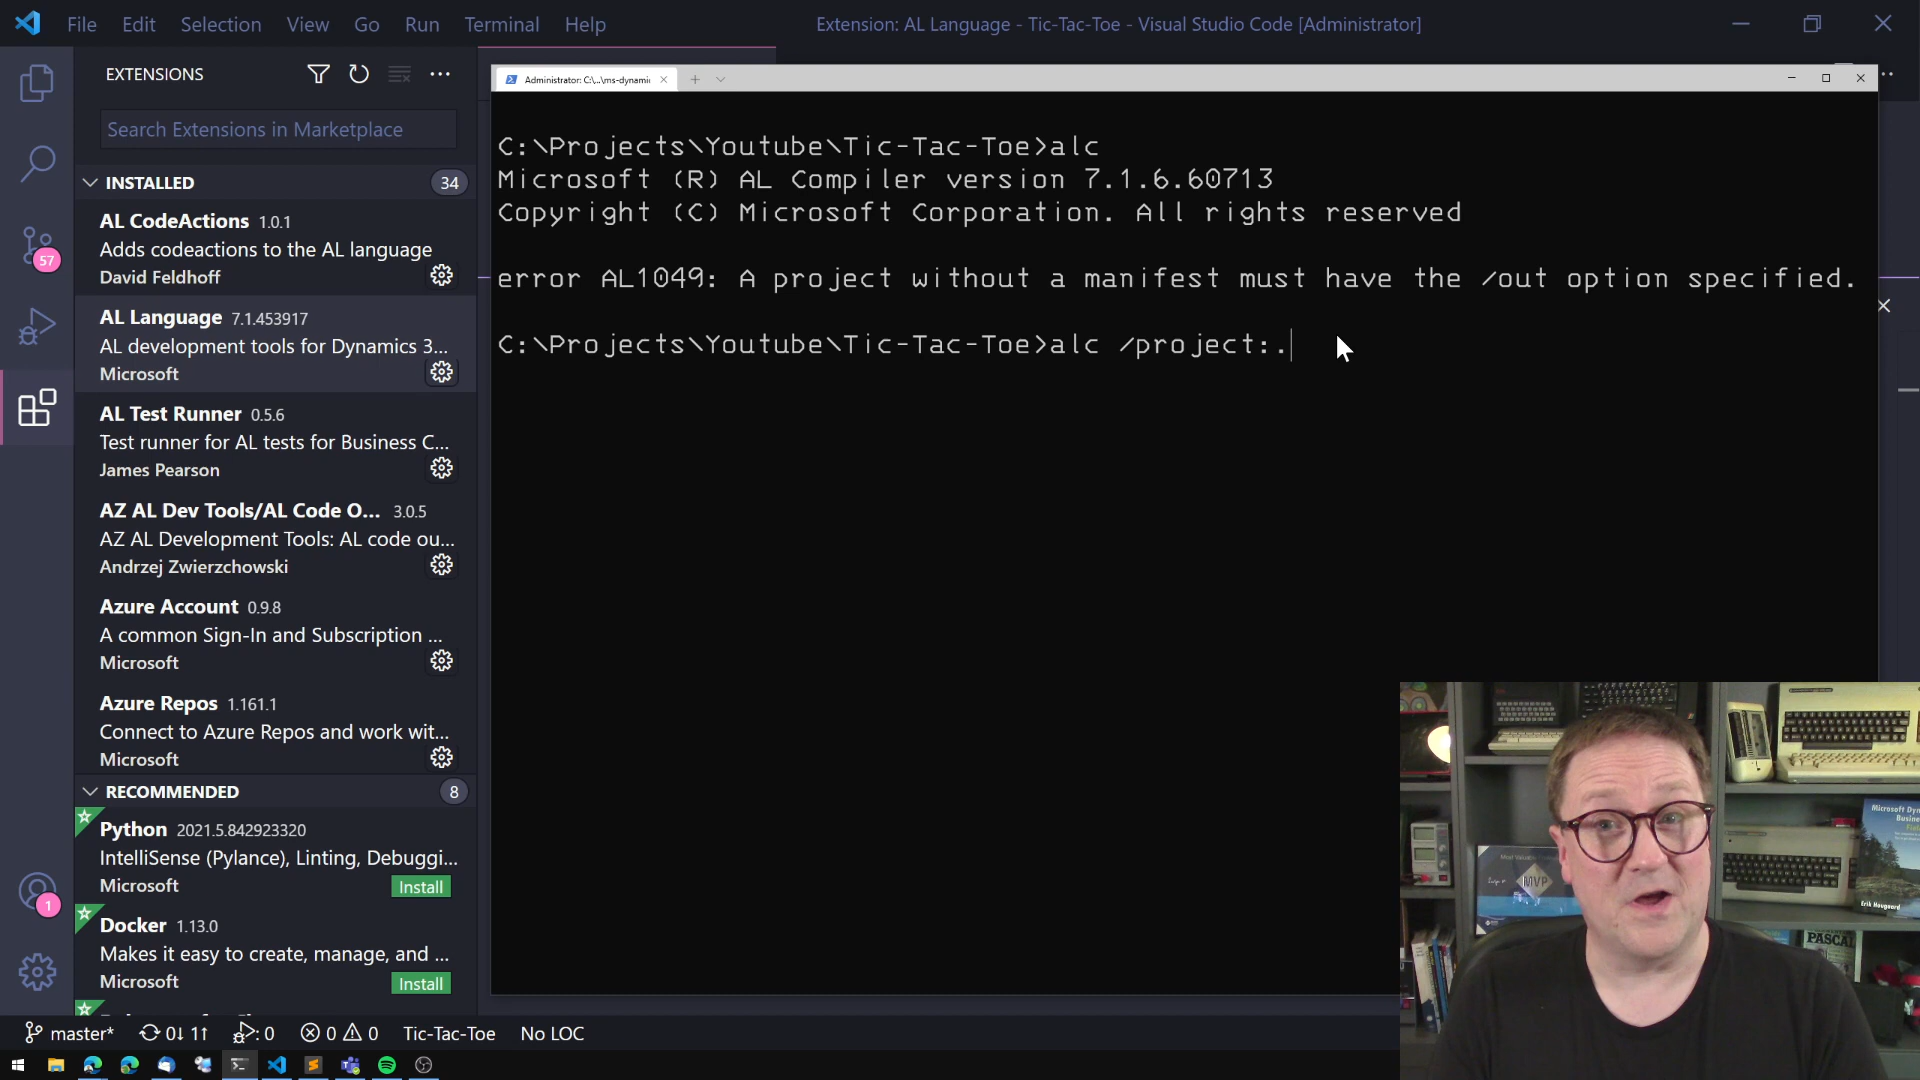 File Edit Selection View Go Run Terminal Help
Extension: AL Language - Tic-Tac-Toe - Visual Studio Code [Administrator]
EXTENSIONS
Search Extensions in Marketplace
INSTALLED 34
AL CodeActions 1.0.1
Adds codeactions to the AL language
David Feldhoff
AL Language 7.1.453917
AL development tools for Dynamics 3...
Microsoft
AL Test Runner 0.5.6
Test runner for AL tests for Business C...
James Pearson
AZ AL Dev Tools/AL Code O... 3.0.5
AZ AL Development Tools: AL code ou...
Andrzej Zwierzchowski
Azure Account 0.9.8
A common Sign-In and Subscription ...
Microsoft
Azure Repos 1.161.1
Connect to Azure Repos and work wit...
Microsoft
RECOMMENDED 8
Python 2021.5.842923320
IntelliSense (Pylance), Linting, Debuggi...
Microsoft Install
Docker 1.13.0
Makes it easy to create, manage, and ...
Microsoft Install
57
1
Administrator: C:\...\ms-dynamic
C:\Projects\Youtube\Tic-Tac-Toe>alc
Microsoft (R) AL Compiler version 7.1.6.60713
Copyright (C) Microsoft Corporation. All rights reserved
error AL1049: A project without a manifest must have the /out option specified.
C:\Projects\Youtube\Tic-Tac-Toe>alc /project:.
MVP
Microsoft Dyn
Busine
Fiel
Erik Hougaard
PASCAL
master* 0↓ 1↑ : 0 0 0 Tic-Tac-Toe No LOC